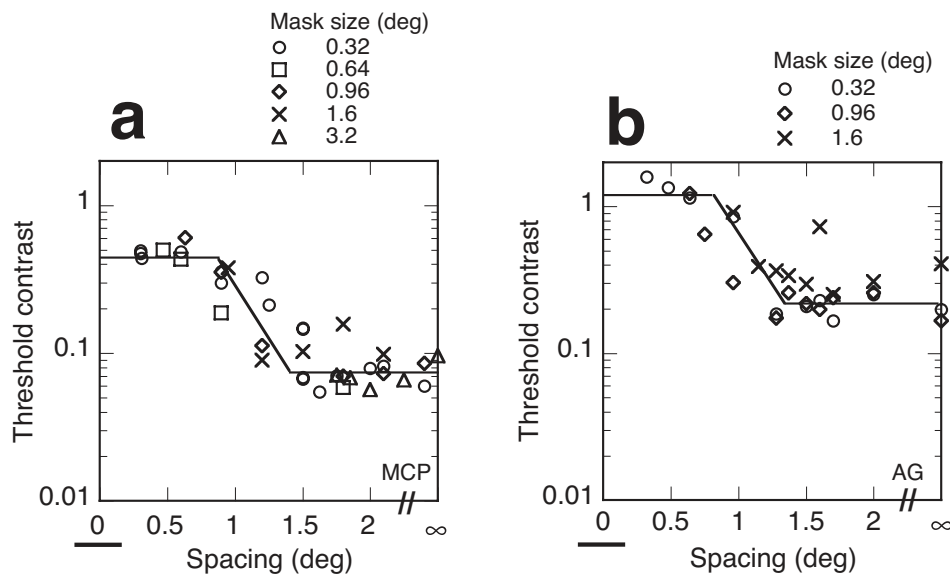 Mask size (deg)
0.32
0.64
0.96
1.6
3.2
a
Threshold contrast
1
0.1
0.01
MCP
0 0.5 1 1.5 2 ∞
Spacing (deg)
Mask size (deg)
0.32
0.96
1.6
b
Threshold contrast
1
0.1
0.01
AG
0 0.5 1 1.5 2 ∞
Spacing (deg)